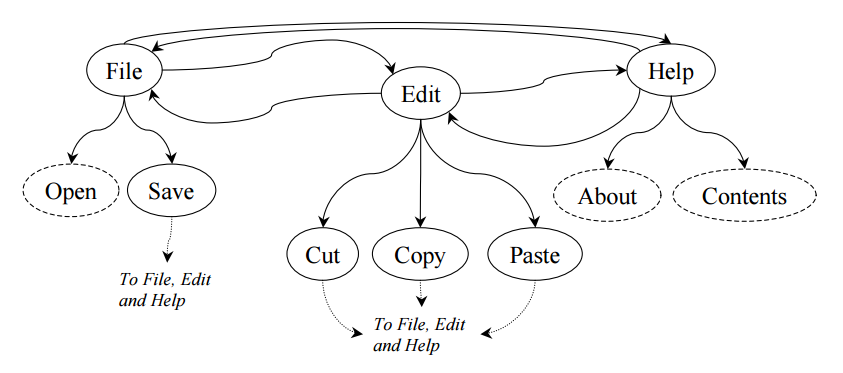 File
Edit
Help
Open
Save
About
Contents
Cut
Copy
Paste
To File, Edit
and Help
To File, Edit
and Help